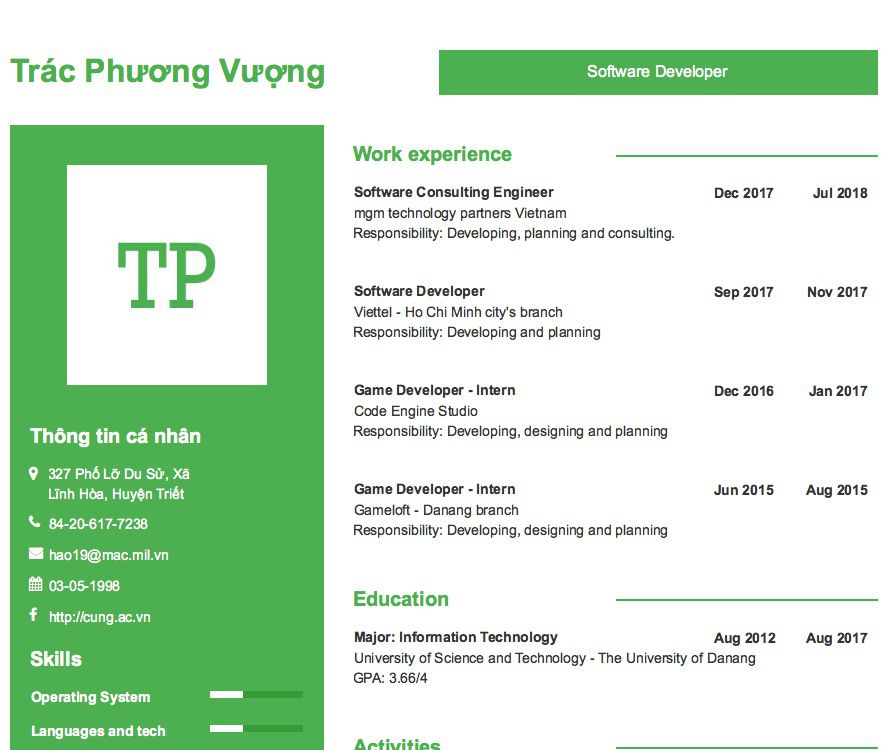 Trác Phương Vượng
Software Developer
TP
Thông tin cá nhân
327 Phố Lỡ Du Sử, Xã
Lĩnh Hòa, Huyện Triết
84-20-617-7238
hao19@mac.mil.vn
03-05-1998
http://cung.ac.vn
Skills
Operating System
Languages and tech
Work experience
Software Consulting Engineer Dec 2017 Jul 2018
mgm technology partners Vietnam
Responsibility: Developing, planning and consulting.
Software Developer Sep 2017 Nov 2017
Viettel - Ho Chi Minh city's branch
Responsibility: Developing and planning
Game Developer - Intern Dec 2016 Jan 2017
Code Engine Studio
Responsibility: Developing, designing and planning
Game Developer - Intern Jun 2015 Aug 2015
Gameloft - Danang branch
Responsibility: Developing, designing and planning
Education
Major: Information Technology Aug 2012 Aug 2017
University of Science and Technology - The University of Danang
GPA: 3.66/4
Activities